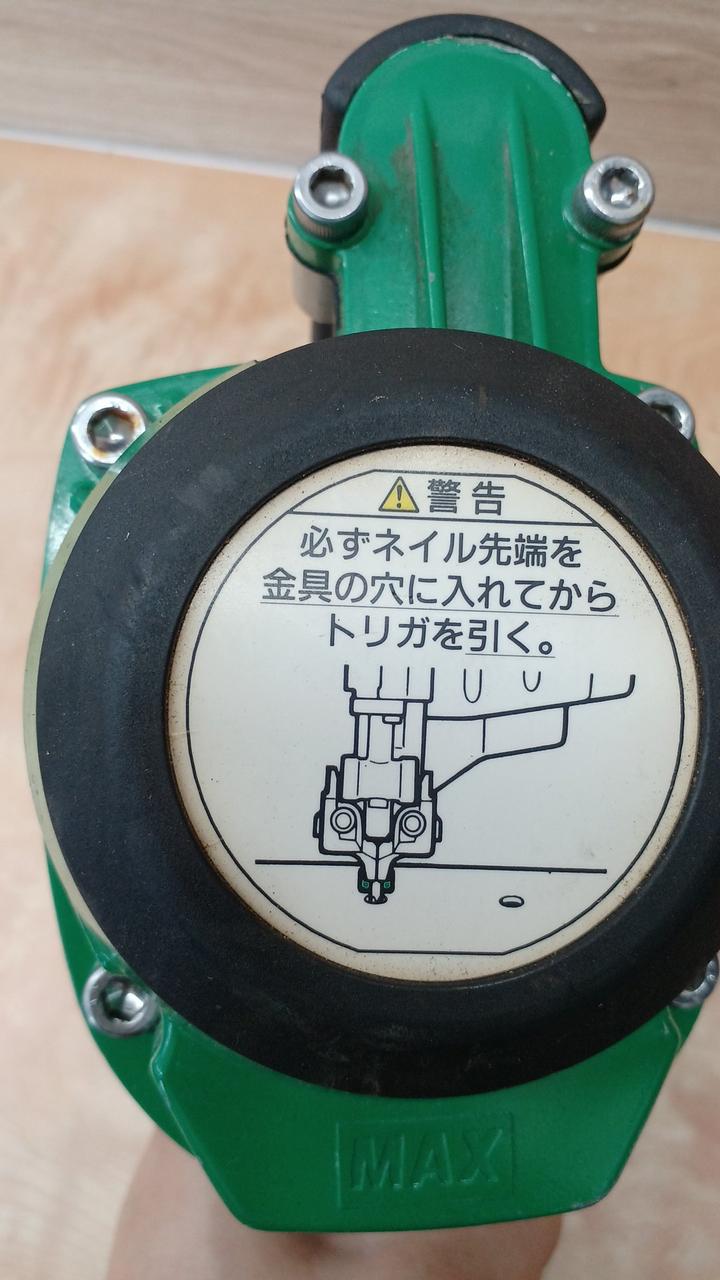 警告
必ずネイル先端を
金具の穴に入れてから
トリガを引く。
MAX